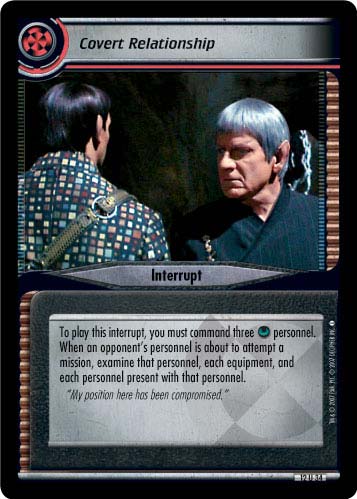 Covert Relationship
Interrupt
To play this interrupt, you must command three personnel.
When an opponent's personnel is about to attempt a
mission, examine that personnel, each equipment, and
each personnel present with that personnel.
"My position here has been compromised."
12 U 34